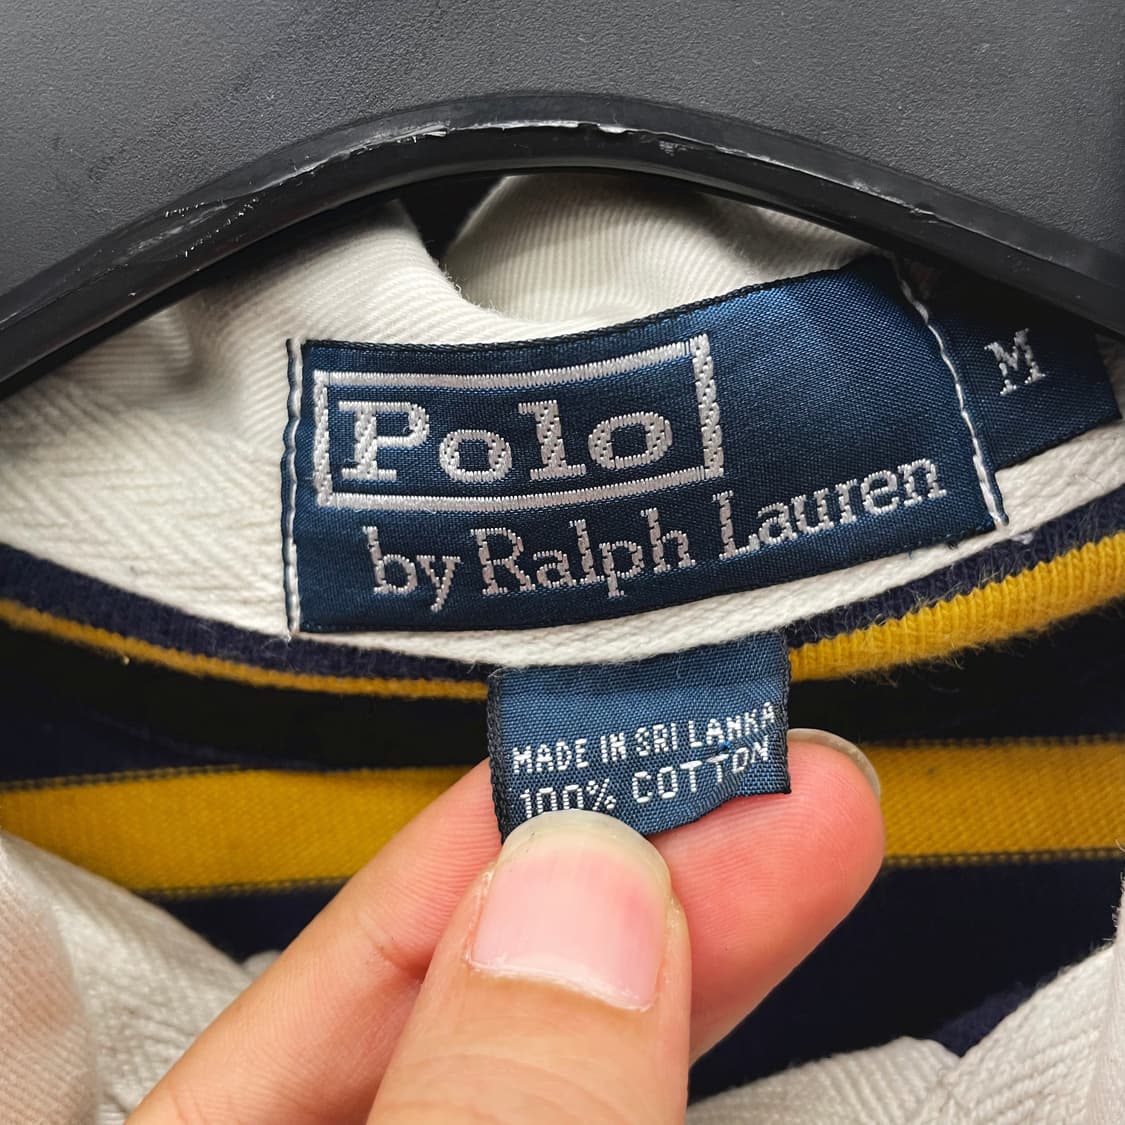 Polo
by Ralph Lauren
M
MADE IN SRI LANKA
100% COTTON